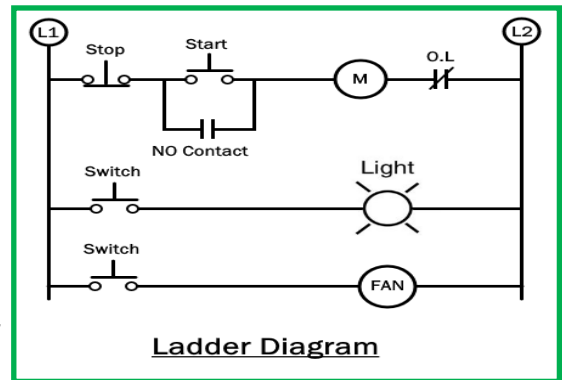 L1
L2
Stop
Start
O.L
M
NO Contact
Switch
Light
Switch
FAN
Ladder Diagram